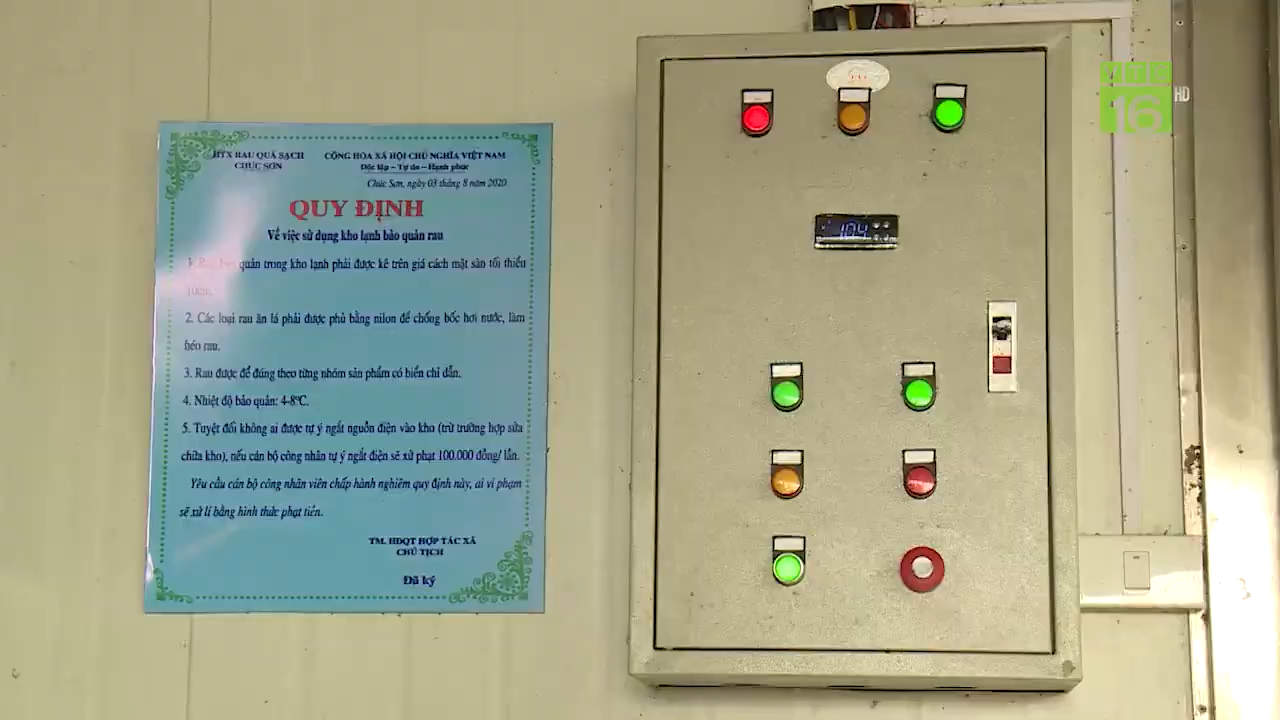 HTX RAU QUẢ SẠCH
CHÚC SƠN
CỘNG HÒA XÃ HỘI CHỦ NGHĨA VIỆT NAM
Độc lập – Tự do – Hạnh phúc
Chúc Sơn, ngày 03 tháng 8 năm 2020
QUY ĐỊNH
Về việc sử dụng kho lạnh bảo quản rau
1. quản trong kho lạnh phải được kê trên giá cách mặt sàn tối thiểu
10cm.
2. Các loại rau ăn lá phải được phủ bằng nilon để chống bốc hơi nước, làm
héo rau.
3. Rau được để đúng theo từng nhóm sản phẩm có biển chỉ dẫn.
4. Nhiệt độ bảo quản: 4-8ºC.
5. Tuyệt đối không ai được tự ý ngắt nguồn điện vào kho (trừ trường hợp sửa
chữa kho), nếu cán bộ công nhân tự ý ngắt điện sẽ xử phạt 100.000 đồng/ lần.
Yêu cầu cán bộ công nhân viên chấp hành nghiêm quy định này, ai vi phạm
sẽ xử lí bằng hình thức phạt tiền.
TM. HĐQT HỢP TÁC XÃ
CHỦ TỊCH
Đã ký
10.4
VTC
16
HD